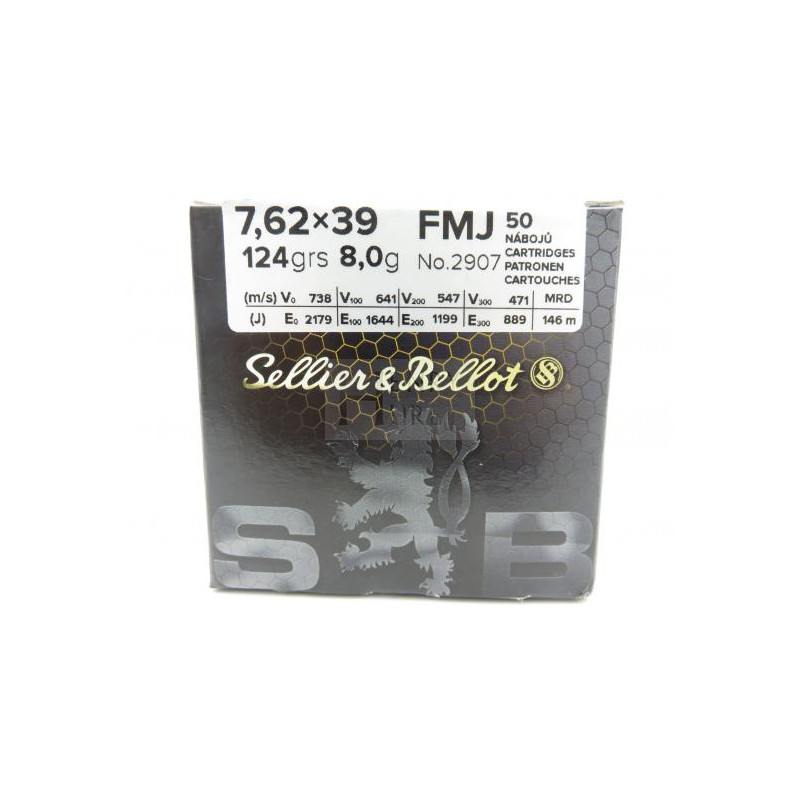 7,62×39 FMJ 50
NÁBOJŮ
124grs 8,0g No.2907 CARTRIDGES
PATRONEN
CARTOUCHES
(m/s) V0 738 V100 641 V200 547 V300 471 MRD
(J) E0 2179 E100 1644 E200 1199 E300 889 146 m
Sellier & Bellot
S B